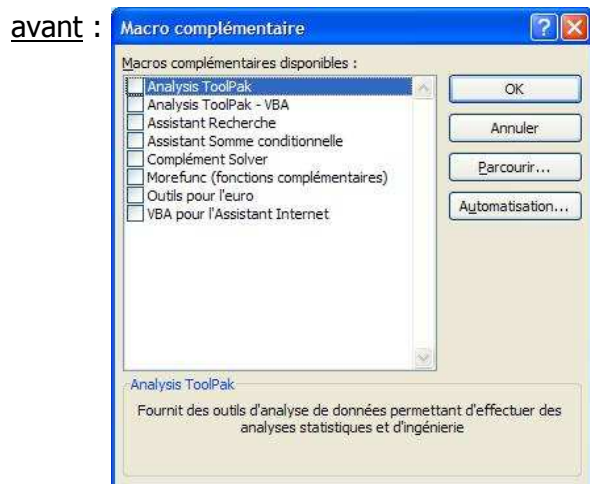 avant :
Macro complémentaire
Macros complémentaires disponibles :
Analysis ToolPak
Analysis ToolPak - VBA
Assistant Recherche
Assistant Somme conditionnelle
Complément Solver
Morefunc (fonctions complémentaires)
Outils pour l'euro
VBA pour l'Assistant Internet
OK
Annuler
Parcourir...
Automatisation...
Analysis ToolPak
Fournit des outils d'analyse de données permettant d'effectuer des
analyses statistiques et d'ingénierie